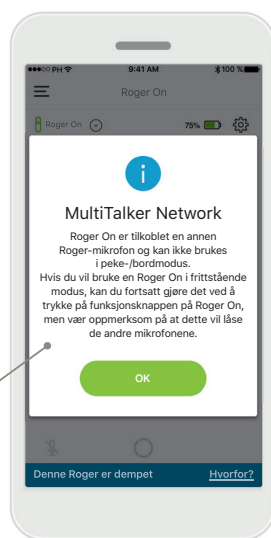 PH 9:41 AM 100 %
Roger On
Roger On 75%
i
MultiTalker Network
Roger On er tilkoblet en annen
Roger-mikrofon og kan ikke brukes
i peke-/bordmodus.
Hvis du vil bruke en Roger On i frittstående
modus, kan du fortsatt gjøre det ved å
trykke på funksjonsknappen på Roger On,
men vær oppmerksom på at dette vil låse
de andre mikrofonene.
OK
Denne Roger er dempet Hvorfor?